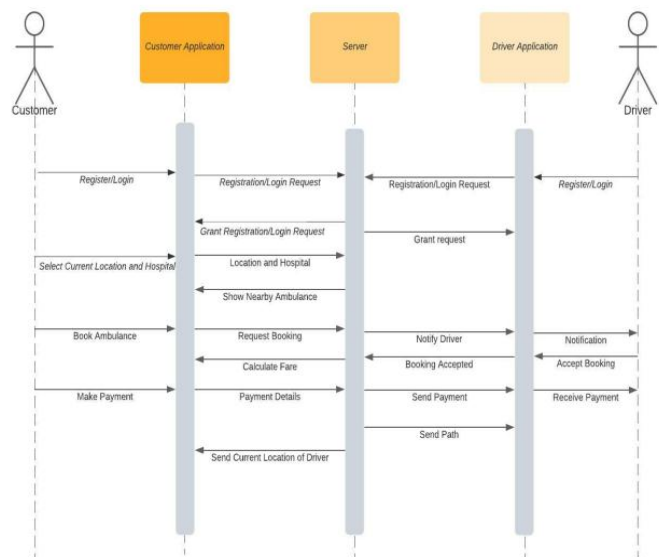 Customer Application
Server
Driver Application
Customer
Driver
Register/Login
Registration/Login Request
Registration/Login Request
Register/Login
Grant Registration/Login Request
Grant request
Select Current Location and Hospital
Location and Hospital
Show Nearby Ambulance
Book Ambulance
Request Booking
Notify Driver
Notification
Calculate Fare
Booking Accepted
Accept Booking
Make Payment
Payment Details
Send Payment
Receive Payment
Send Path
Send Current Location of Driver